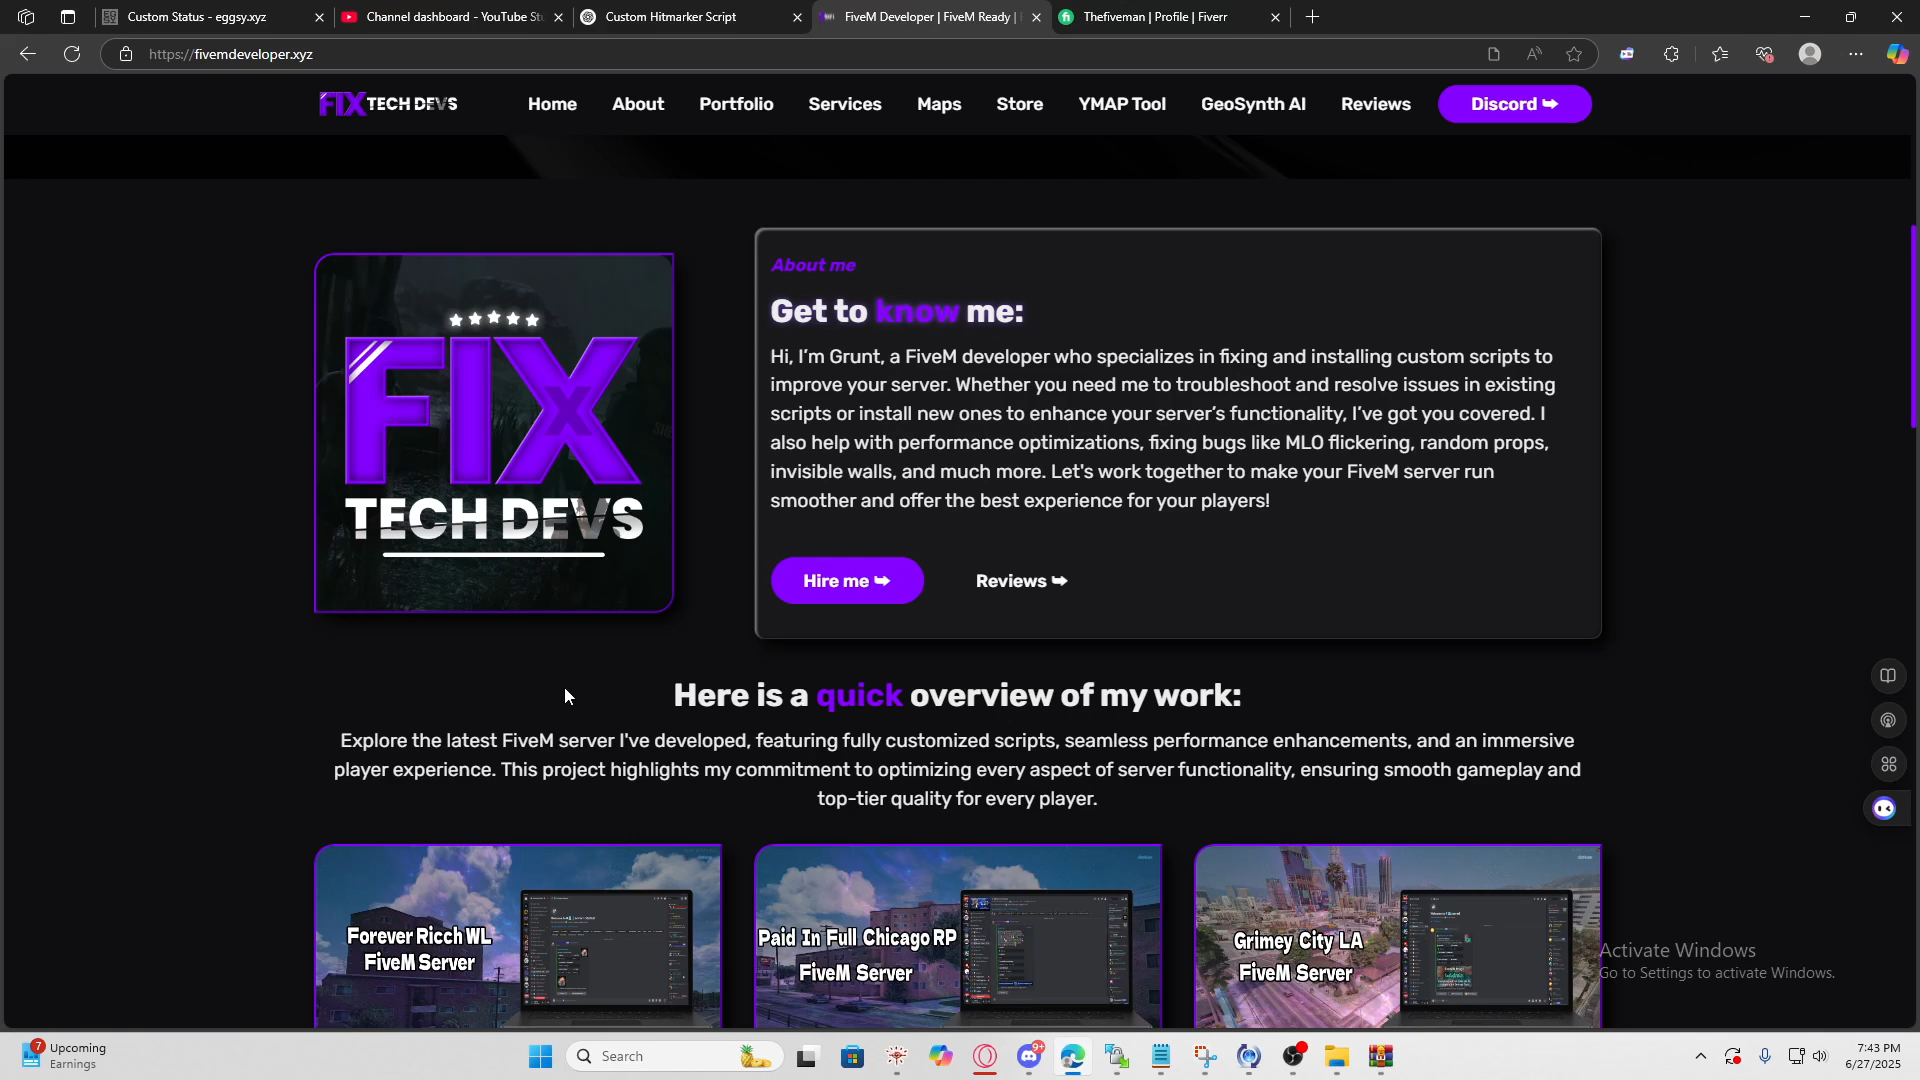 Custom Status - eggsy.xyz
Channel dashboard - YouTube St
Custom Hitmarker Script
FiveM Developer | FiveM Ready |
Thefiveman | Profile | Fiverr
https://fivemdeveloper.xyz
FIX TECH DEVS
Home
About
Portfolio
Services
Maps
Store
YMAP Tool
GeoSynth AI
Reviews
Discord
FIX
TECH DEVS
About me
Get to know me:
Hi, I'm Grunt, a FiveM developer who specializes in fixing and installing custom scripts to
improve your server. Whether you need me to troubleshoot and resolve issues in existing
scripts or install new ones to enhance your server's functionality, I've got you covered. I
also help with performance optimizations, fixing bugs like MLO flickering, random props,
invisible walls, and much more. Let's work together to make your FiveM server run
smoother and offer the best experience for your players!
Hire me
Reviews
Here is a quick overview of my work:
Explore the latest FiveM server I've developed, featuring fully customized scripts, seamless performance enhancements, and an immersive
player experience. This project highlights my commitment to optimizing every aspect of server functionality, ensuring smooth gameplay and
top-tier quality for every player.
Forever Ricch WL
FiveM Server
Paid In Full Chicago RP
FiveM Server
Grimey City LA
FiveM Server
Activate Windows
Go to Settings to activate Windows.
7
Upcoming
Earnings
Search
9+
7:43 PM
6/27/2025